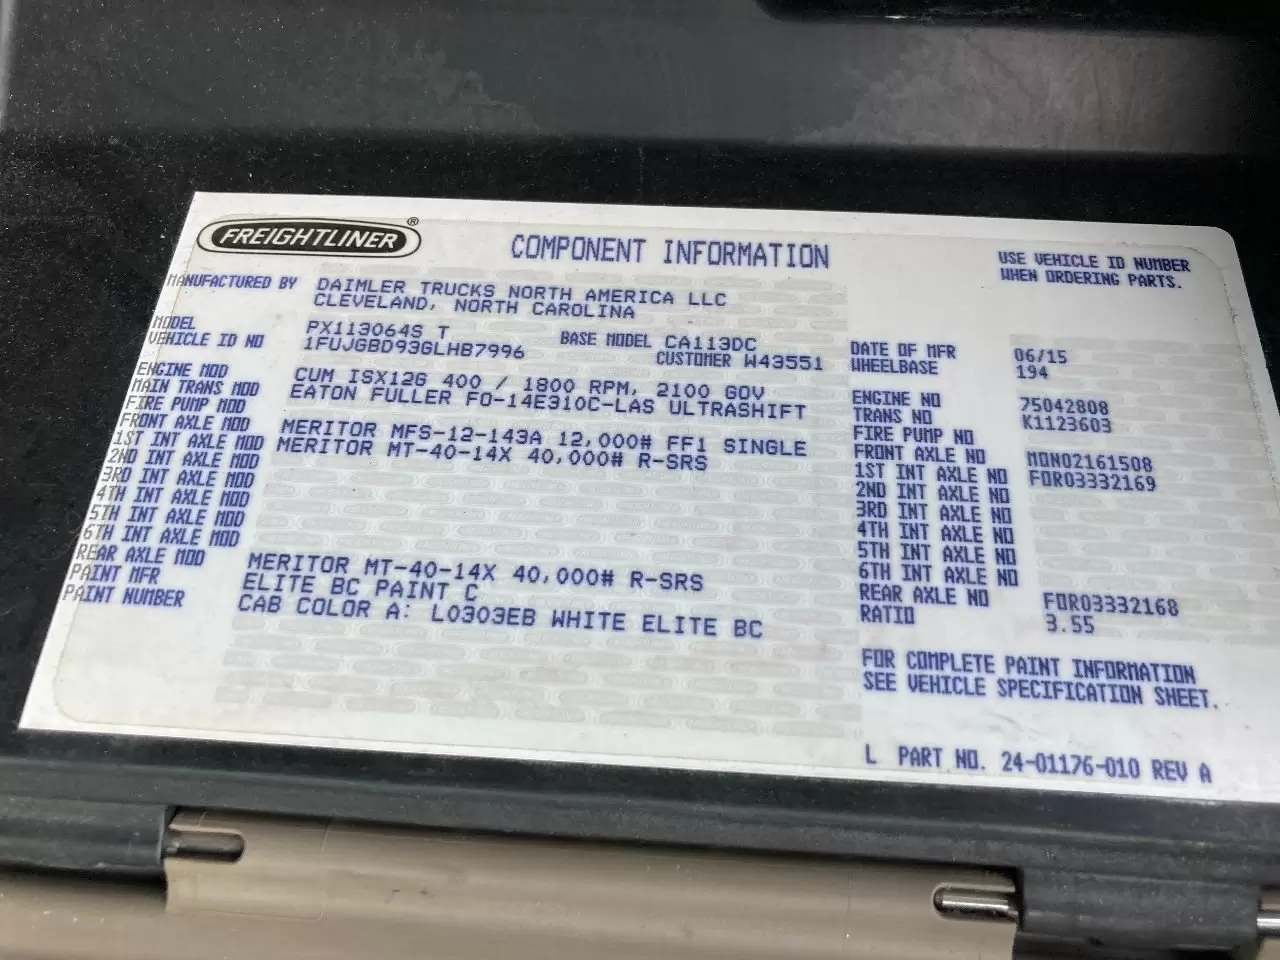 FREIGHTLINER®
COMPONENT INFORMATION
USE VEHICLE ID NUMBER
WHEN ORDERING PARTS.
MANUFACTURED BY DAIMLER TRUCKS NORTH AMERICA LLC
CLEVELAND, NORTH CAROLINA
MODEL PX113064S T BASE MODEL CA113DC
VEHICLE ID NO 1FUJGBD93GLHB7996 CUSTOMER W43551
DATE OF MFR 06/15
WHEELBASE 194
ENGINE MOD CUM ISX12G 400 / 1800 RPM, 2100 GOV
MAIN TRANS MOD EATON FULLER FO-14E310C-LAS ULTRASHIFT
FIRE PUMP MOD
FRONT AXLE MOD MERITOR MFS-12-143A 12,000# FF1 SINGLE
1ST INT AXLE MOD MERITOR MT-40-14X 40,000# R-SRS
2ND INT AXLE MOD
3RD INT AXLE MOD
4TH INT AXLE MOD
5TH INT AXLE MOD
6TH INT AXLE MOD
REAR AXLE MOD MERITOR MT-40-14X 40,000# R-SRS
PAINT MFR ELITE BC PAINT C
PAINT NUMBER CAB COLOR A: L0303EB WHITE ELITE BC
ENGINE NO 75042808
TRANS NO K1123603
FIRE PUMP NO
FRONT AXLE NO MON02161508
1ST INT AXLE NO FOR03332169
2ND INT AXLE NO
3RD INT AXLE NO
4TH INT AXLE NO
5TH INT AXLE NO
6TH INT AXLE NO
REAR AXLE NO FOR03332168
RATIO 3.55
FOR COMPLETE PAINT INFORMATION
SEE VEHICLE SPECIFICATION SHEET.
L PART NO. 24-01176-010 REV A